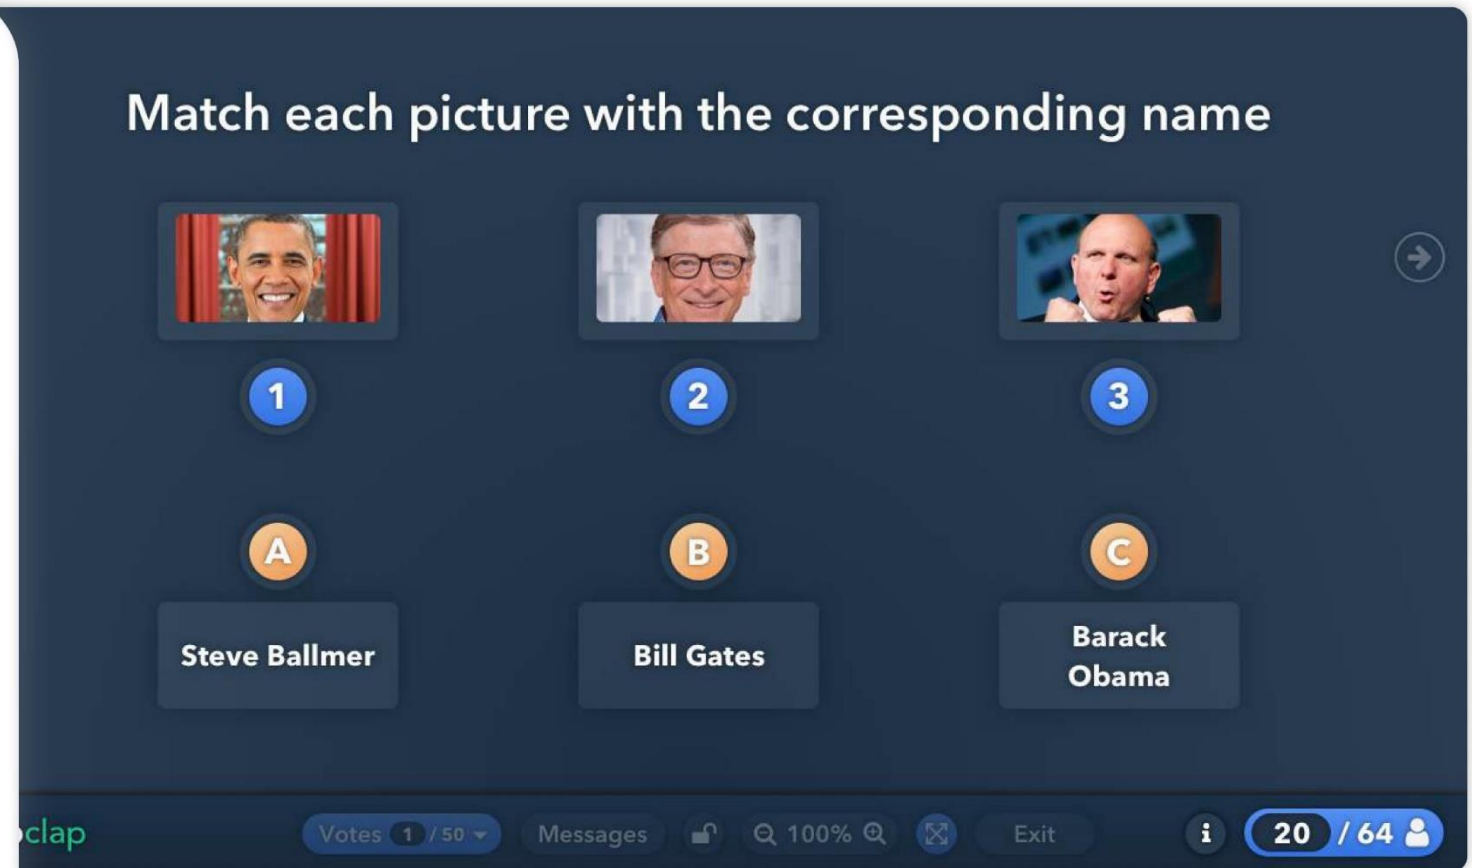 Match each picture with the corresponding name
1
2
3
A
B
C
Steve Ballmer
Bill Gates
Barack
Obama
clap
Votes 1 / 50
Messages
100%
Exit
i
20 / 64